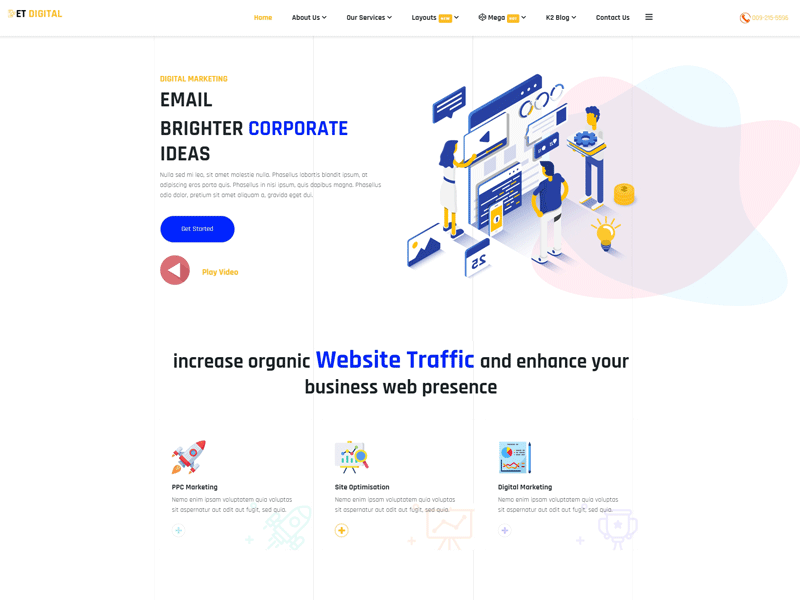 ET DIGITAL
Home
About Us
Our Services
Layouts
Mega
K2 Blog
Contact Us
DIGITAL MARKETING
EMAIL
BRIGHTER CORPORATE
IDEAS
Nulla sed mi leo, sit amet molestie nulla. Phasellus lobortis blandit ipsum, at
adipiscing eros porta quis. Phasellus in nisi ipsum, quis dapibus magna. Phasellus
odio dolor, pretium sit amet aliquam a, gravida eget dui.
Get Started
Play Video
25
increase organic Website Traffic and enhance your
business web presence
PPC Marketing
Nemo enim ipsam voluptatem quia voluptas
sit aspernatur aut odit aut fugit, sed quia.
Site Optimisation
Nemo enim ipsam voluptatem quia voluptas
sit aspernatur aut odit aut fugit, sed quia.
Digital Marketing
Nemo enim ipsam voluptatem quia voluptas
sit aspernatur aut odit aut fugit, sed quia.